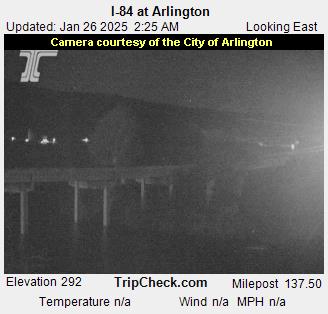 I-84 at Arlington
Updated: Jan 26 2025 2:25 AM Looking East
Camera courtesy of the City of Arlington
Elevation 292 TripCheck.com Milepost 137.50
Temperature n/a Wind n/a MPH n/a